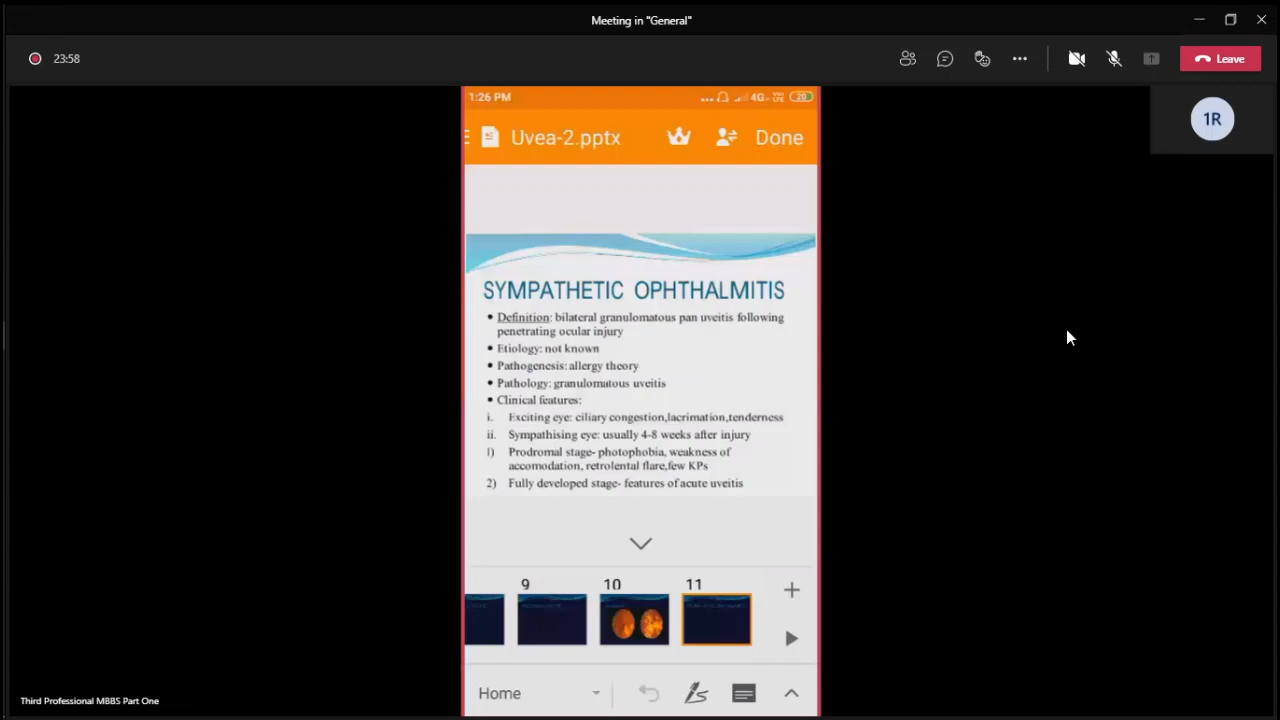 Meeting in "General"
23:58
Leave
1:26 PM
4G+
20
Uvea-2.pptx
Done
1R
SYMPATHETIC OPHTHALMITIS
• Definition: bilateral granulomatous pan uveitis following
penetrating ocular injury
• Etiology: not known
• Pathogenesis: allergy theory
• Pathology: granulomatous uveitis
• Clinical features:
i. Exciting eye: ciliary congestion,lacrimation,tenderness
ii. Sympathising eye: usually 4-8 weeks after injury
1) Prodromal stage- photophobia, weakness of
accomodation, retrolental flare,few KPs
2) Fully developed stage- features of acute uveitis
9
10
11
Home
Third Professional MBBS Part One